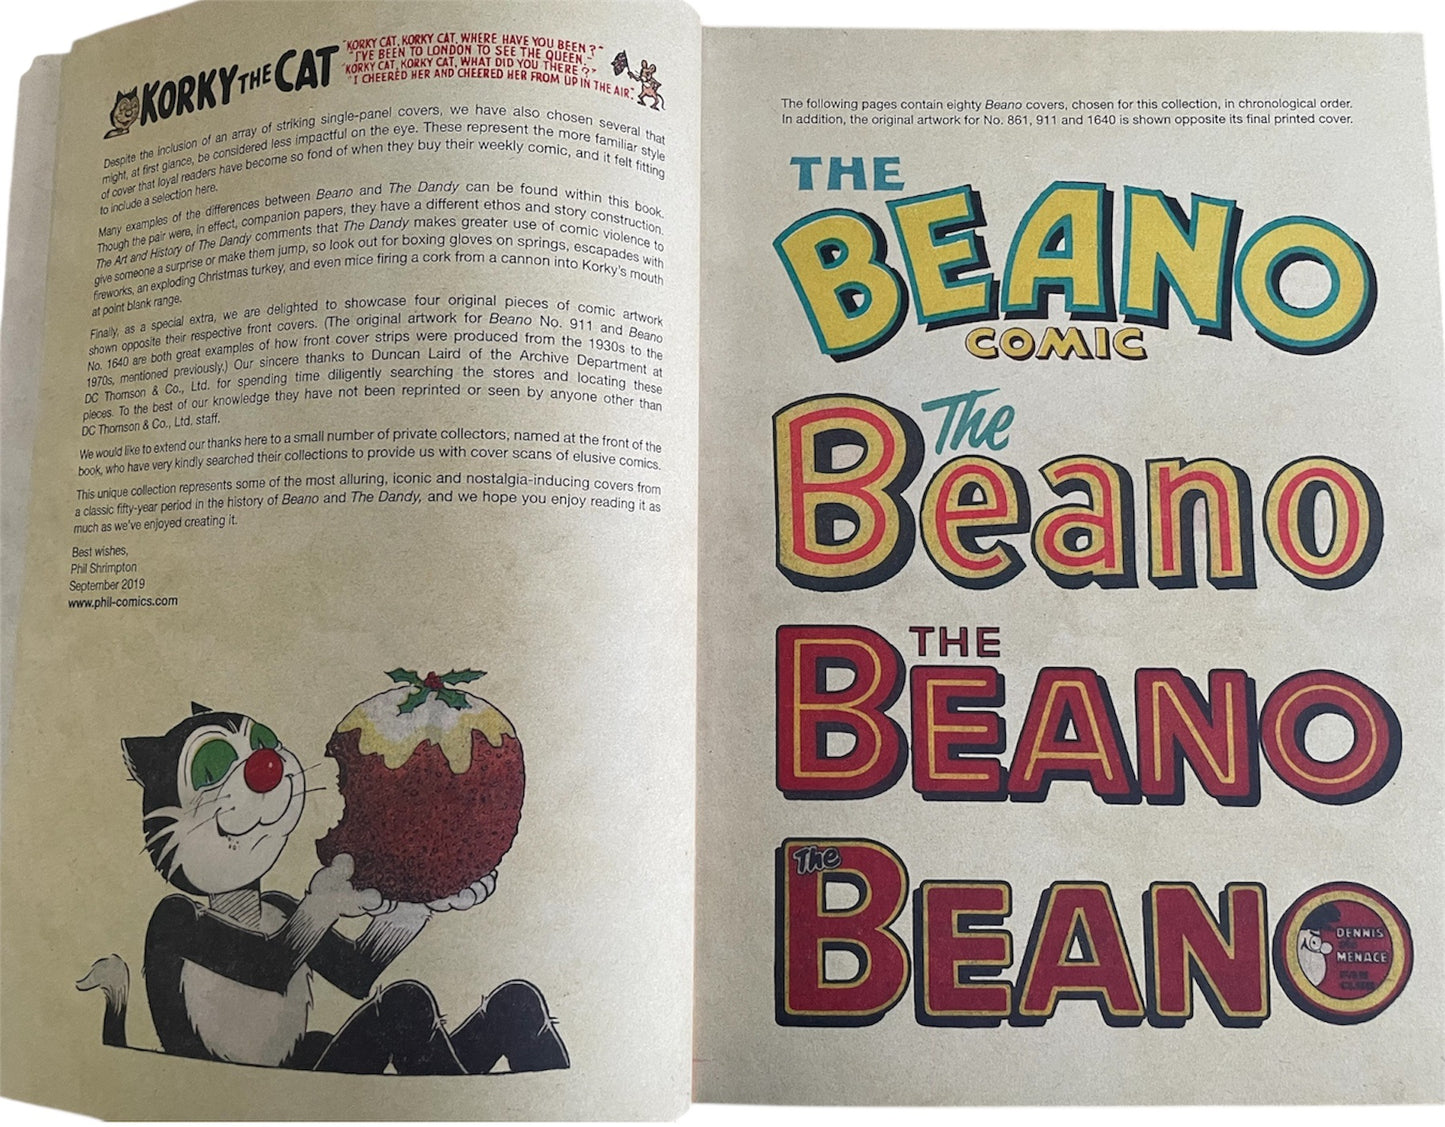 KORKY THE CAT
"KORKY CAT, KORKY CAT, WHERE HAVE YOU BEEN?"
"I'VE BEEN TO LONDON TO SEE THE QUEEN."
"KORKY CAT, KORKY CAT, WHAT DID YOU THERE?"
"I CHEERED HER AND CHEERED HER FROM UP IN THE AIR."
Despite the inclusion of an array of striking single-panel covers, we have also chosen several that
might, at first glance, be considered less impactful on the eye. These represent the more familiar style
of cover that loyal readers have become so fond of when they buy their weekly comic, and it felt fitting
to include a selection here.
Many examples of the differences between Beano and The Dandy can be found within this book.
Though the pair were, in effect, companion papers, they have a different ethos and story construction.
The Art and History of The Dandy comments that The Dandy makes greater use of comic violence to
give someone a surprise or make them jump, so look out for boxing gloves on springs, escapades with
fireworks, an exploding Christmas turkey, and even mice firing a cork from a cannon into Korky's mouth
at point blank range.
Finally, as a special extra, we are delighted to showcase four original pieces of comic artwork
shown opposite their respective front covers. (The original artwork for Beano No. 911 and Beano
No. 1640 are both great examples of how front cover strips were produced from the 1930s to the
1970s, mentioned previously.) Our sincere thanks to Duncan Laird of the Archive Department at
DC Thomson & Co., Ltd. for spending time diligently searching the stores and locating these
pieces. To the best of our knowledge they have not been reprinted or seen by anyone other than
DC Thomson & Co., Ltd. staff.
We would like to extend our thanks here to a small number of private collectors, named at the front of the
book, who have very kindly searched their collections to provide us with cover scans of elusive comics.
This unique collection represents some of the most alluring, iconic and nostalgia-inducing covers from
a classic fifty-year period in the history of Beano and The Dandy, and we hope you enjoy reading it as
much as we've enjoyed creating it.
Best wishes,
Phil Shrimpton
September 2019
www.phil-comics.com
The following pages contain eighty Beano covers, chosen for this collection, in chronological order.
In addition, the original artwork for No. 861, 911 and 1640 is shown opposite its final printed cover.
THE
BEANO
COMIC
The
Beano
THE
BEANO
The
BEANO
DENNIS
THE
MENACE
FAN
CLUB